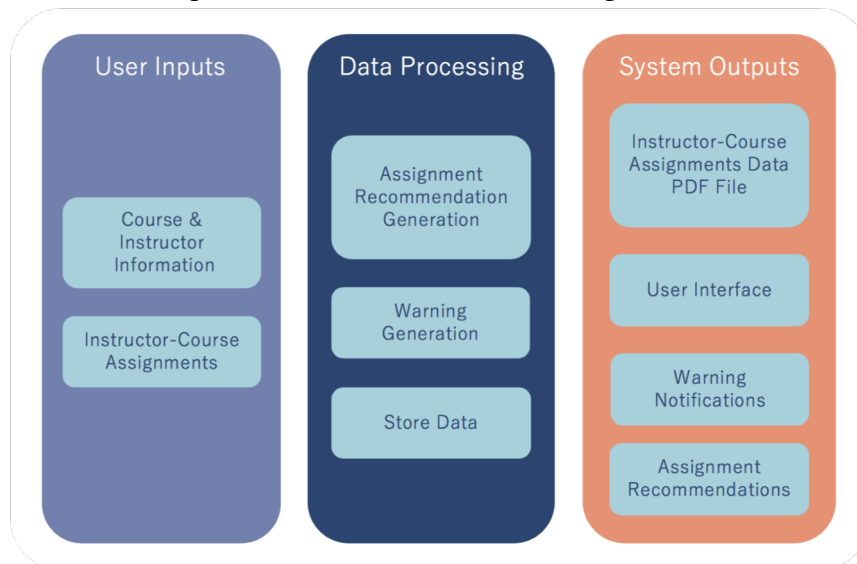 User Inputs
Course &
Instructor
Information
Instructor-Course
Assignments
Data Processing
Assignment
Recommendation
Generation
Warning
Generation
Store Data
System Outputs
Instructor-Course
Assignments Data
PDF File
User Interface
Warning
Notifications
Assignment
Recommendations